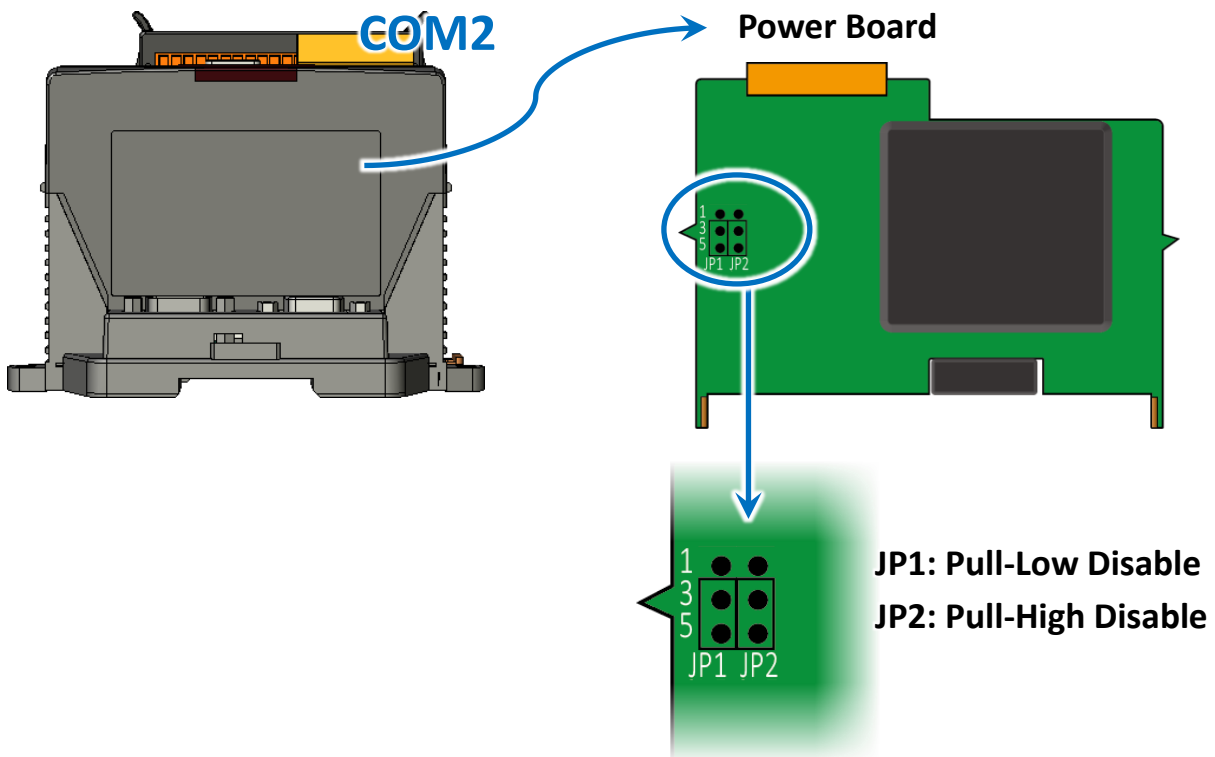 COM2
Power Board
1
3
5
JP1 JP2
1
3
5
JP1 JP2
JP1: Pull-Low Disable
JP2: Pull-High Disable